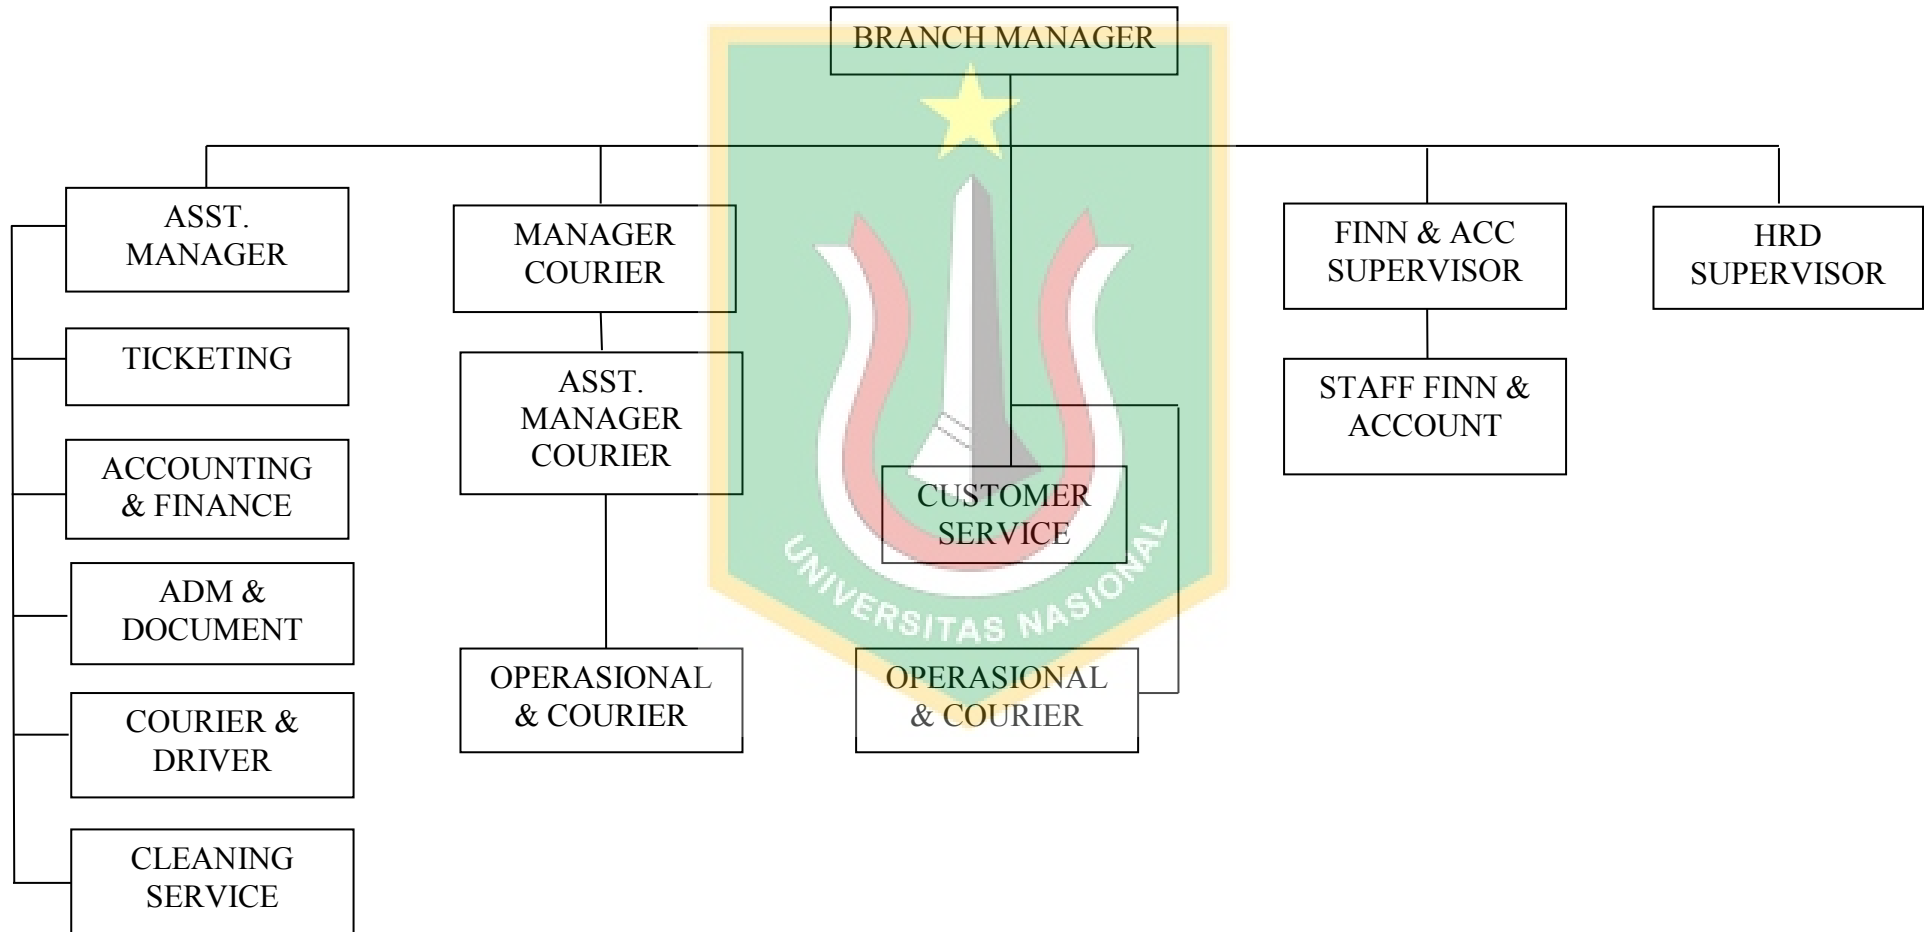 BRANCH MANAGER
ASST.
MANAGER
MANAGER
COURIER
FINN & ACC
SUPERVISOR
HRD
SUPERVISOR
TICKETING
ASST.
MANAGER
COURIER
STAFF FINN &
ACCOUNT
ACCOUNTING
& FINANCE
CUSTOMER
SERVICE
ADM &
DOCUMENT
UNIVERSITAS NASIONAL
OPERASIONAL
& COURIER
OPERASIONAL
& COURIER
COURIER &
DRIVER
CLEANING
SERVICE